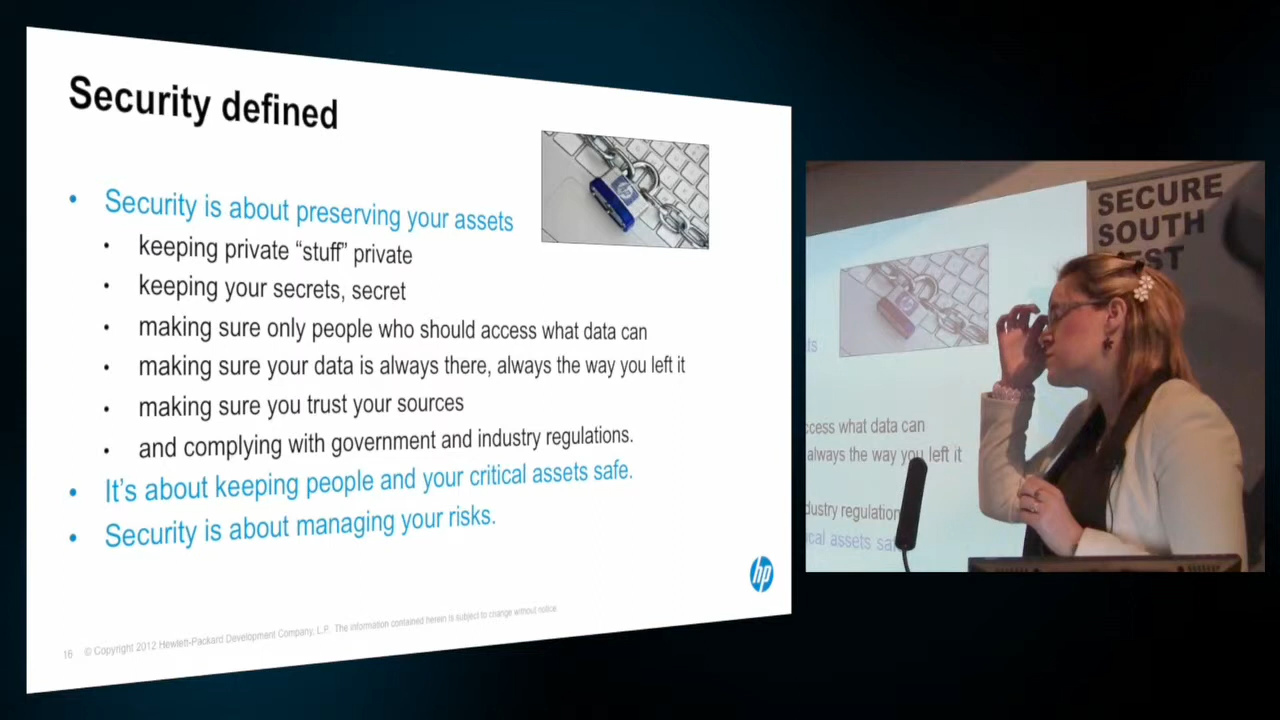 Security defined
• Security is about preserving your assets
• keeping private “stuff” private
• keeping your secrets, secret
• making sure only people who should access what data can
• making sure your data is always there, always the way you left it
• making sure you trust your sources
• and complying with government and industry regulations.
• It’s about keeping people and your critical assets safe.
• Security is about managing your risks.
hp
16 © Copyright 2012 Hewlett-Packard Development Company, L.P. The information contained herein is subject to change without notice.
SECURE
SOUTH
WEST
ts
ccess what data can
always the way you left it
dustry regulation
cal assets sa